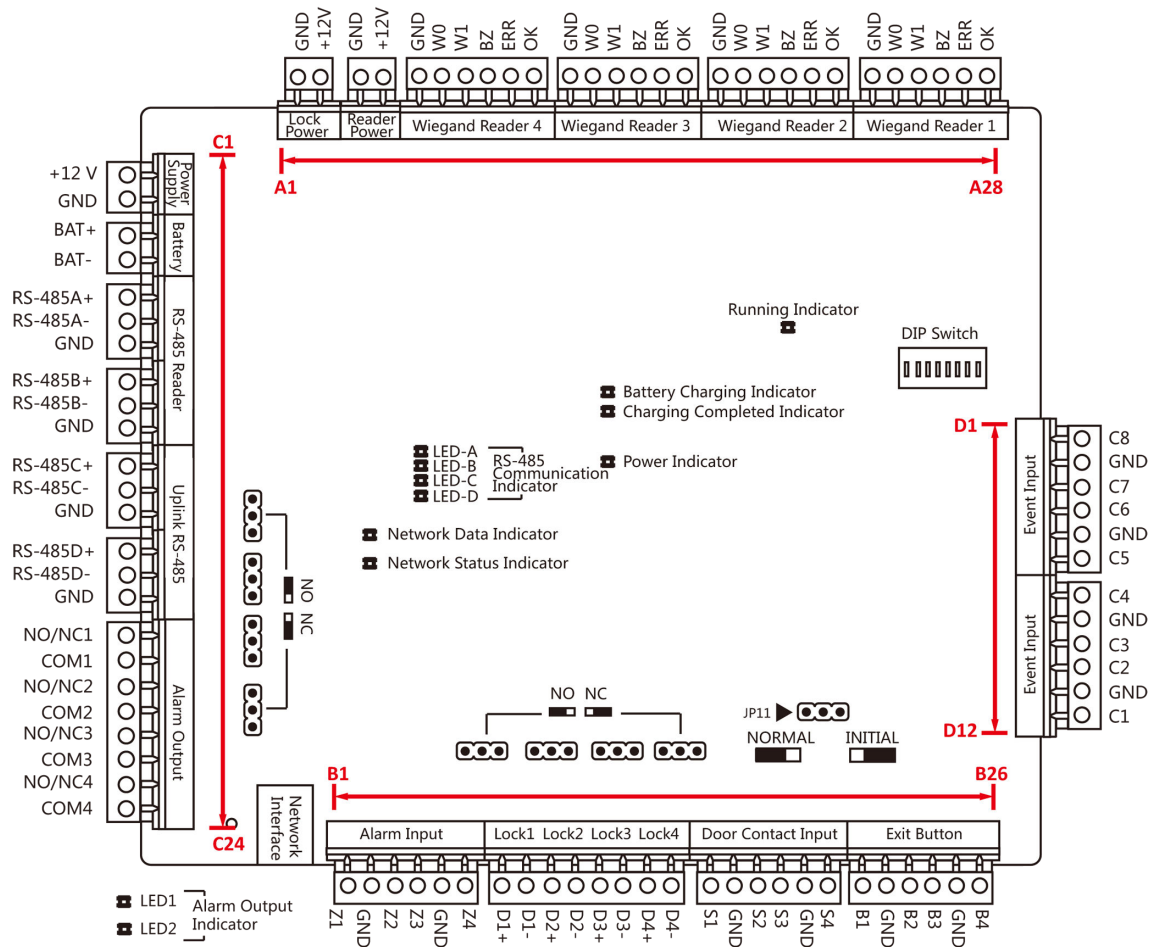 GND
+12V
GND
+12V
GND
W0
W1
BZ
ERR
OK
GND
W0
W1
BZ
ERR
OK
GND
W0
W1
BZ
ERR
OK
GND
W0
W1
BZ
ERR
OK
Lock
Power
Reader
Power
Wiegand Reader 4
Wiegand Reader 3
Wiegand Reader 2
Wiegand Reader 1
C1
A1
A28
+12 V
GND
Power
Supply
BAT+
BAT-
Battery
RS-485A+
RS-485A-
GND
RS-485B+
RS-485B-
GND
RS-485 Reader
RS-485C+
RS-485C-
GND
RS-485D+
RS-485D-
GND
Uplink RS-485
NO/NC1
COM1
NO/NC2
COM2
NO/NC3
COM3
NO/NC4
COM4
Alarm Output
C24
Running Indicator
DIP Switch
Battery Charging Indicator
Charging Completed Indicator
Power Indicator
LED-A
LED-B
LED-C
LED-D
RS-485
Communication
Indicator
Network Data Indicator
Network Status Indicator
NO
NC
D1
D12
Event Input
Event Input
C8
GND
C7
C6
GND
C5
C4
GND
C3
C2
GND
C1
NO
NC
JP11
NORMAL
INITIAL
B1
B26
Network
Interface
Alarm Input
Lock1
Lock2
Lock3
Lock4
Door Contact Input
Exit Button
Z1
GND
Z2
Z3
GND
Z4
D1+
D1-
D2+
D2-
D3+
D3-
D4+
D4-
S1
GND
S2
S3
GND
S4
B1
GND
B2
B3
GND
B4
LED1
LED2
Alarm Output
Indicator